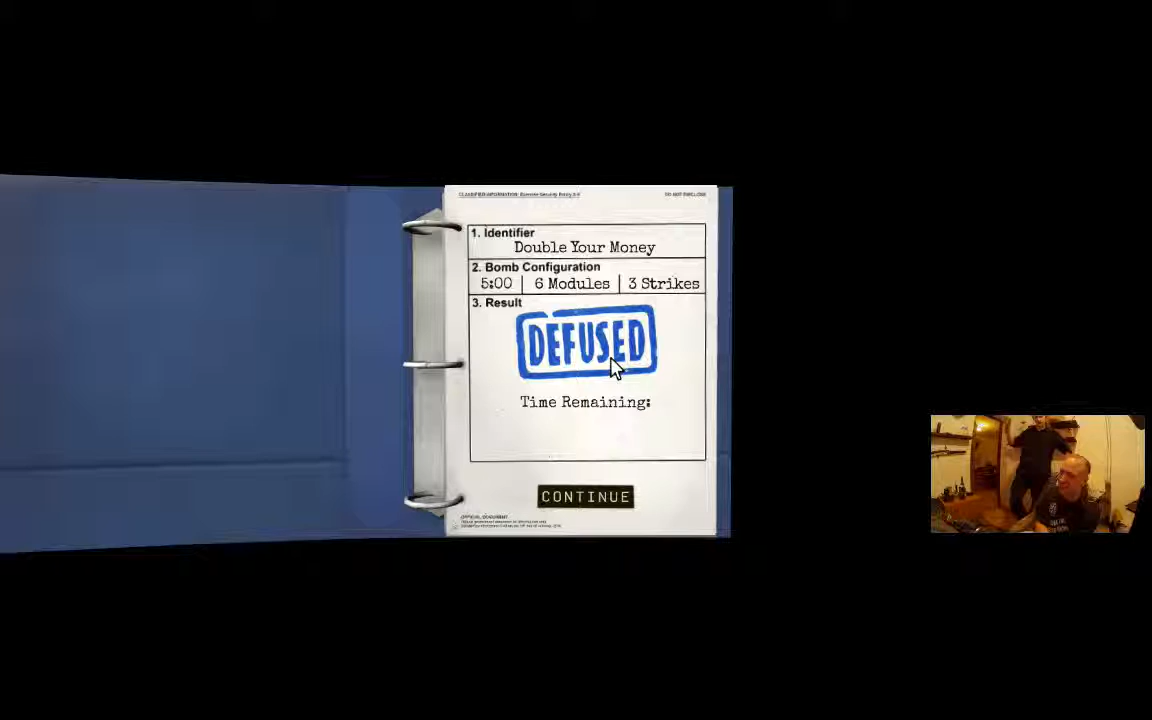 1. Identifier
Double Your Money
2. Bomb Configuration
5:00 | 6 Modules | 3 Strikes
3. Result
DEFUSED
Time Remaining:
CONTINUE